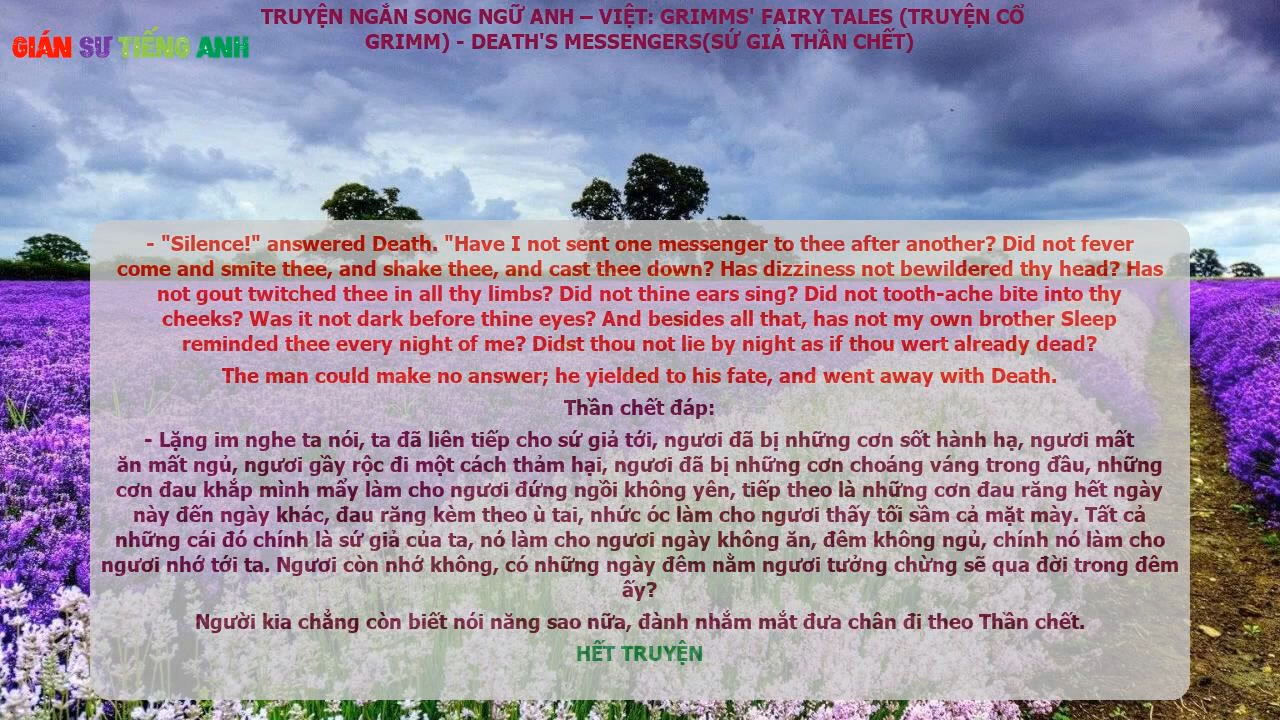 TRUYỆN NGẮN SONG NGỮ ANH – VIỆT: GRIMMS' FAIRY TALES (TRUYỆN CỔ
GRIMM) - DEATH'S MESSENGERS(SỨ GIẢ THẦN CHẾT)
GIÁN SƯ TIẾNG ANH
- "Silence!" answered Death. "Have I not sent one messenger to thee after another? Did not fever
come and smite thee, and shake thee, and cast thee down? Has dizziness not bewildered thy head? Has
not gout twitched thee in all thy limbs? Did not thine ears sing? Did not tooth-ache bite into thy
cheeks? Was it not dark before thine eyes? And besides all that, has not my own brother Sleep
reminded thee every night of me? Didst thou not lie by night as if thou wert already dead?
The man could make no answer; he yielded to his fate, and went away with Death.
Thần chết đáp:
- Lặng im nghe ta nói, ta đã liên tiếp cho sứ giả tới, ngươi đã bị những cơn sốt hành hạ, ngươi mất
ăn mất ngủ, ngươi gầy rộc đi một cách thảm hại, ngươi đã bị những cơn choáng váng trong đầu, những
cơn đau khắp mình mẩy làm cho ngươi đứng ngồi không yên, tiếp theo là những cơn đau răng hết ngày
này đến ngày khác, đau răng kèm theo ù tai, nhức óc làm cho ngươi thấy tối sầm cả mặt mày. Tất cả
những cái đó chính là sứ giả của ta, nó làm cho ngươi ngày không ăn, đêm không ngủ, chính nó làm cho
ngươi nhớ tới ta. Ngươi còn nhớ không, có những ngày đêm nằm ngươi tưởng chừng sẽ qua đời trong đêm
ấy?
Người kia chẳng còn biết nói năng sao nữa, đành nhắm mắt đưa chân đi theo Thần chết.
HẾT TRUYỆN